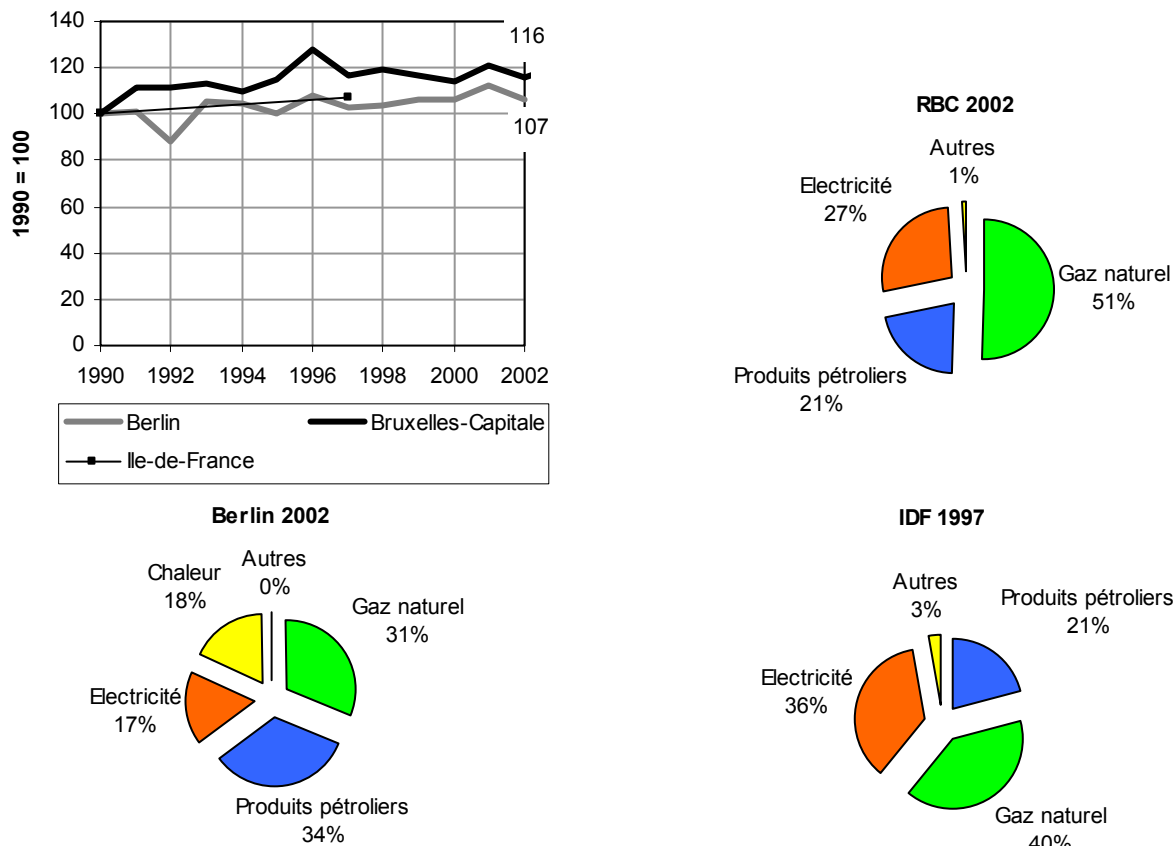 140
120
100
80
60
40
20
0
1990 = 100
116
107
1990 1992 1994 1996 1998 2000 2002
Berlin Bruxelles-Capitale
Ile-de-France
RBC 2002
Autres
1%
Electricité
27%
Gaz naturel
51%
Produits pétroliers
21%
Berlin 2002
Autres
0%
Chaleur
18%
Gaz naturel
31%
Electricité
17%
Produits pétroliers
34%
IDF 1997
Autres
3%
Produits pétroliers
21%
Electricité
36%
Gaz naturel
40%